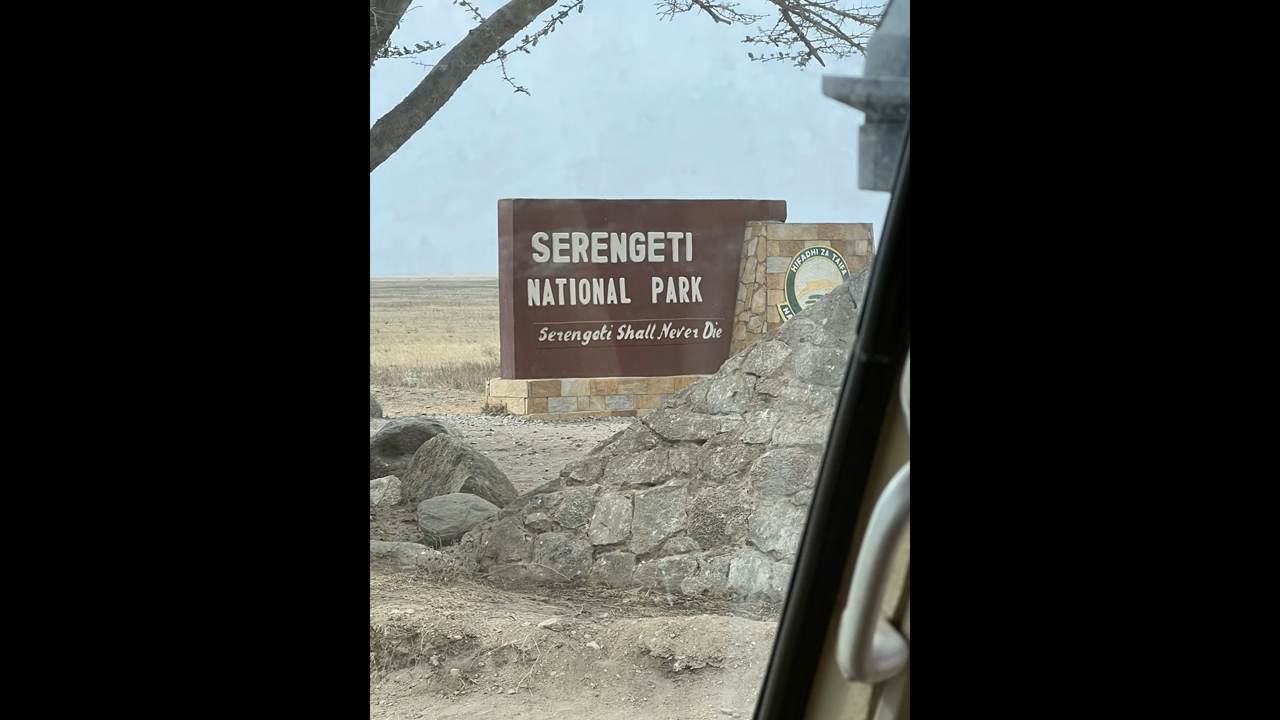 SERENGETI
NATIONAL PARK
Serengeti Shall Never Die
HIFADHI ZA TAIFA